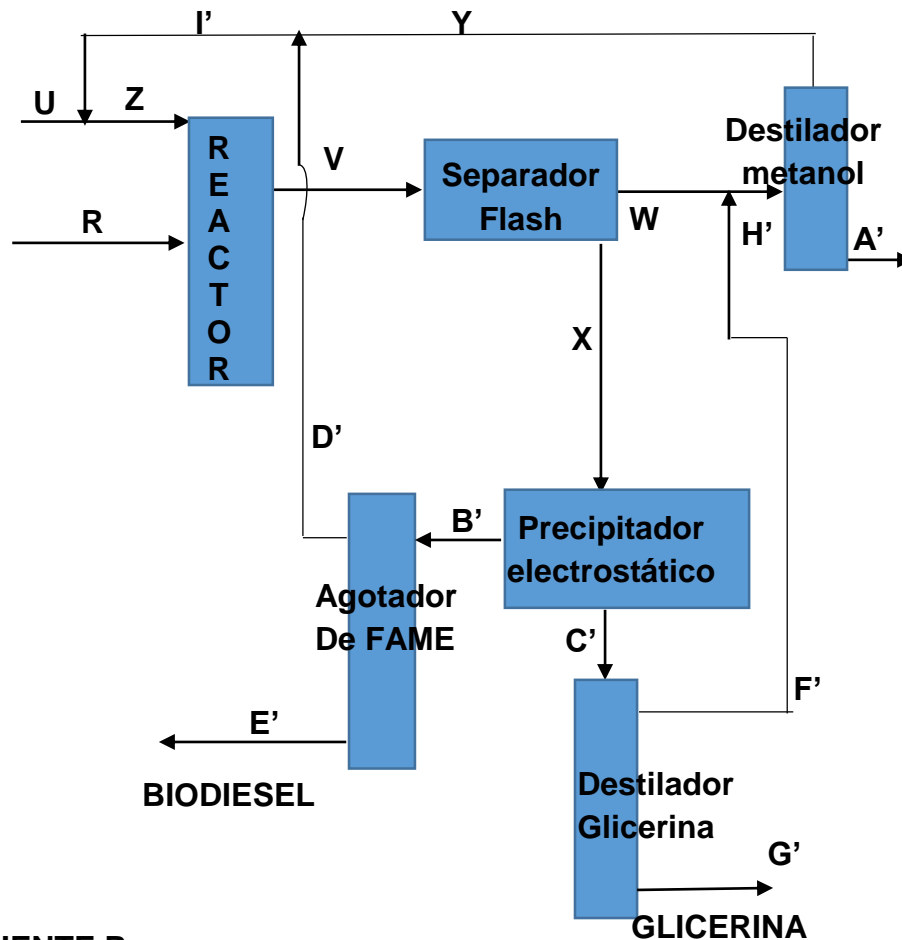 I’
Y
U
Z
R
E
A
C
T
O
R
V
Separador
Flash
Destilador
metanol
W
H’
A’
R
X
D’
B’
Precipitador
electrostático
Agotador
De FAME
C’
F’
E’
BIODIESEL
Destilador
Glicerina
G’
GLICERINA